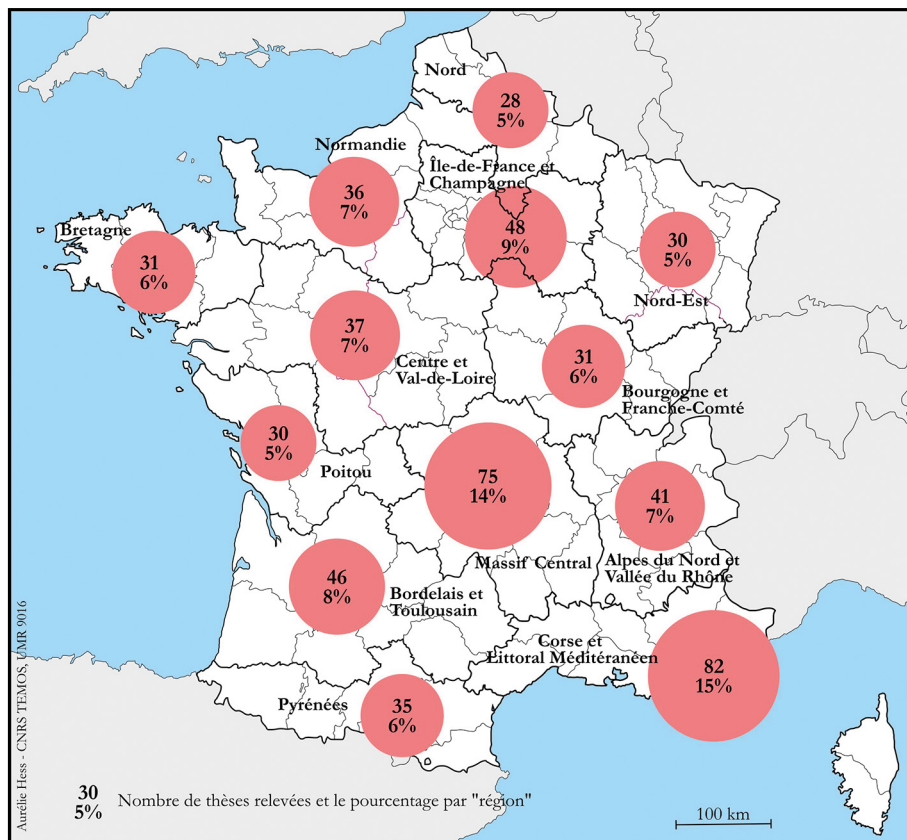 Nord
28
5%
Normandie
36
7%
Île-de-France et
Champagne
48
9%
Bretagne
31
6%
30
5%
Nord-Est
37
7%
Centre et
Val-de-Loire
31
6%
Bourgogne et
Franche-Comté
30
5%
Poitou
75
14%
Massif Central
41
7%
Alpes du Nord et
Vallée du Rhône
46
8%
Bordelais et
Toulousain
Corse et
Littoral Méditéranéen
82
15%
Pyrénées
35
6%
Aurélie Hess - CNRS TEMOS, UMR 9016
30
5%
Nombre de thèses relevées et le pourcentage par "région"
100 km